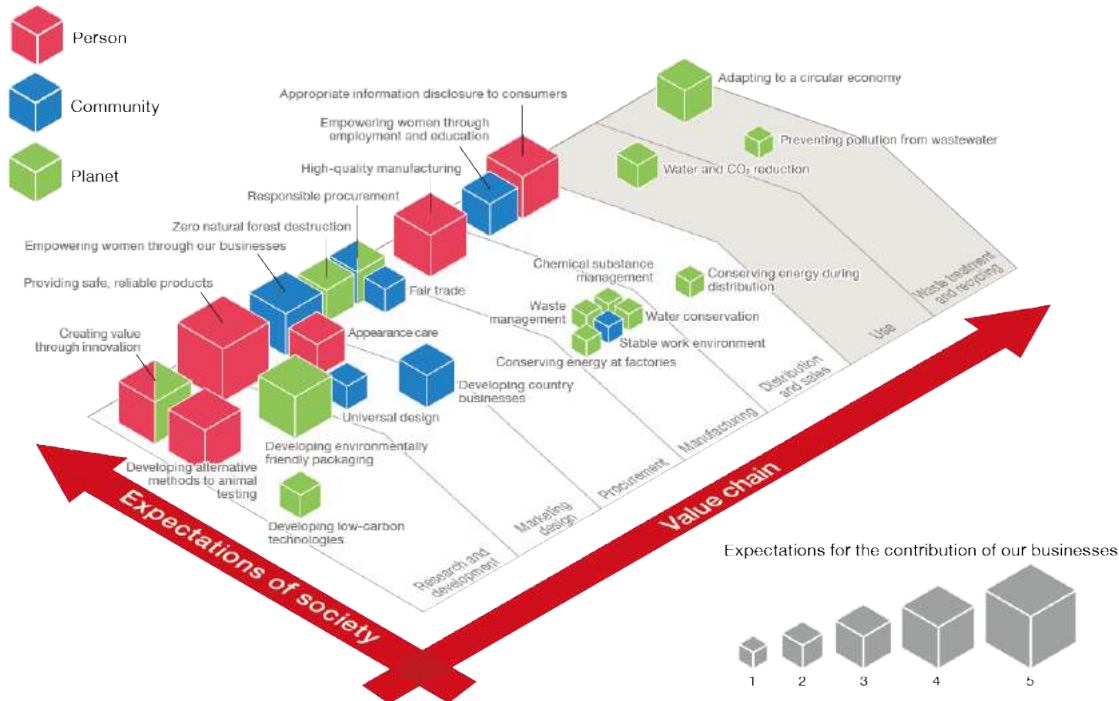 Person
Community
Planet
Adapting to a circular economy
Preventing pollution from wastewater
Water and CO₂ reduction
Appropriate information disclosure to consumers
Empowering women through
employment and education
High-quality manufacturing
Responsible procurement
Zero natural forest destruction
Empowering women through our businesses
Providing safe, reliable products
Creating value
through innovation
Fair trade
Appearance care
Chemical substance
management
Conserving energy during
distribution
Waste
management
Water conservation
Stable work environment
Conserving energy at factories
Developing country
businesses
Universal design
Developing environmentally
friendly packaging
Developing alternative
methods to animal
testing
Developing low-carbon
technologies
Research and
development
Marketing
design
Procurement
Manufacturing
Distribution
and sales
Use
Waste treatment
and recycling
Expectations of society
Value chain
Expectations for the contribution of our businesses
1 2 3 4 5